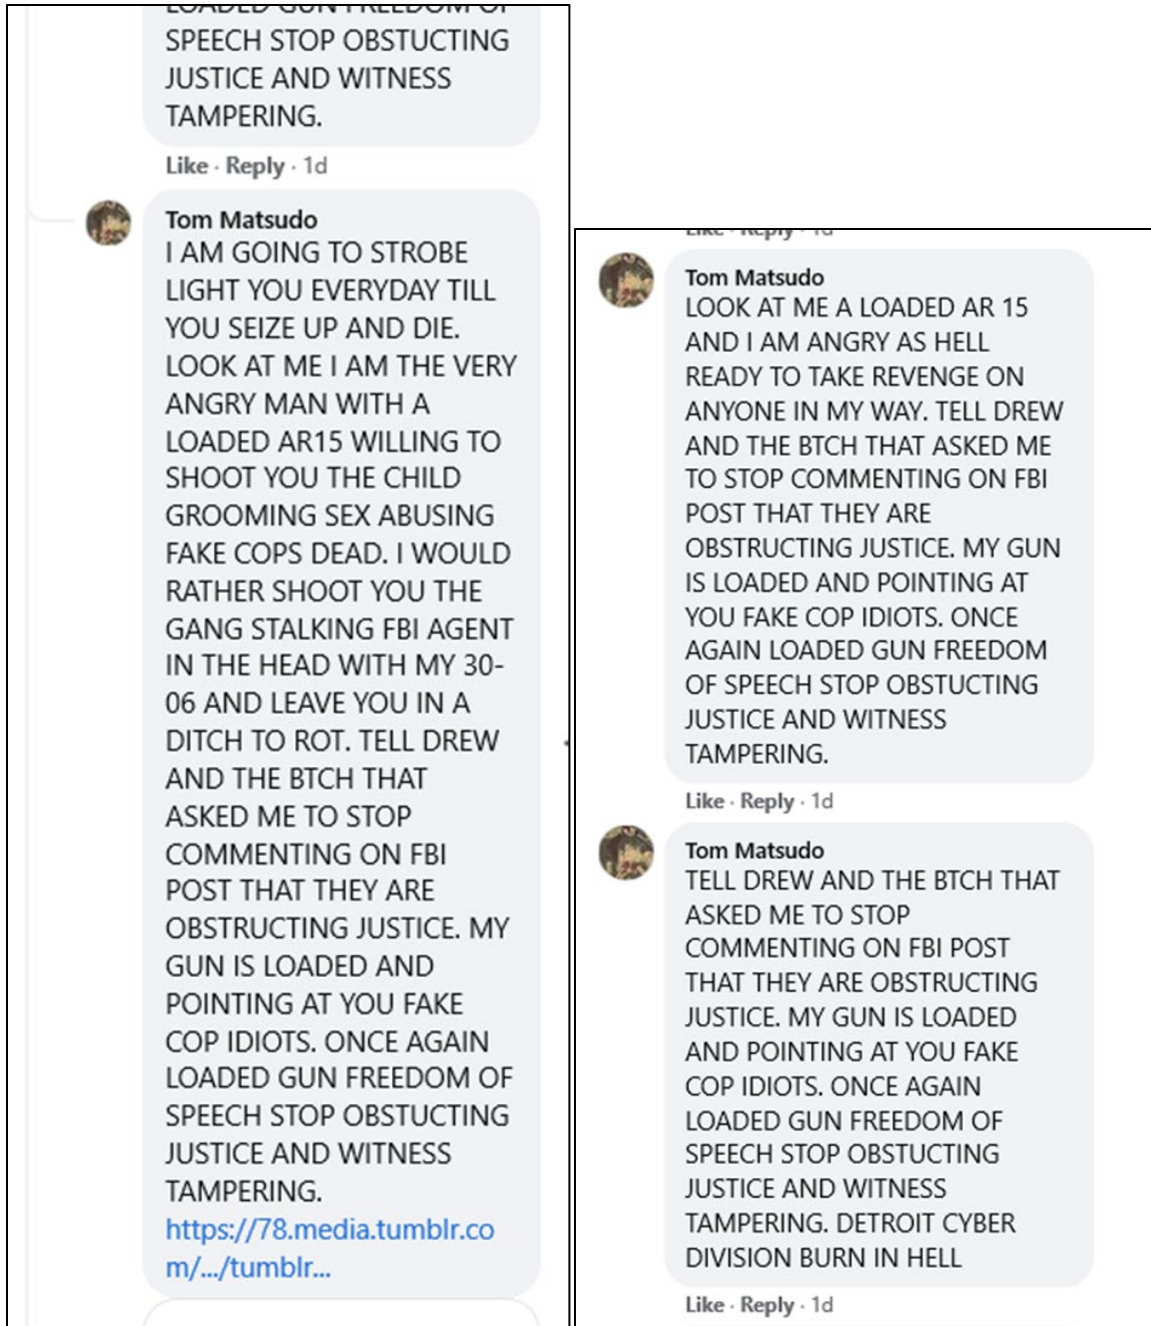 LOADED GUN FREEDOM OF
SPEECH STOP OBSTUCTING
JUSTICE AND WITNESS
TAMPERING.
Like · Reply · 1d
Tom Matsudo
I AM GOING TO STROBE
LIGHT YOU EVERYDAY TILL
YOU SEIZE UP AND DIE.
LOOK AT ME I AM THE VERY
ANGRY MAN WITH A
LOADED AR15 WILLING TO
SHOOT YOU THE CHILD
GROOMING SEX ABUSING
FAKE COPS DEAD. I WOULD
RATHER SHOOT YOU THE
GANG STALKING FBI AGENT
IN THE HEAD WITH MY 30-
06 AND LEAVE YOU IN A
DITCH TO ROT. TELL DREW
AND THE BTCH THAT
ASKED ME TO STOP
COMMENTING ON FBI
POST THAT THEY ARE
OBSTRUCTING JUSTICE. MY
GUN IS LOADED AND
POINTING AT YOU FAKE
COP IDIOTS. ONCE AGAIN
LOADED GUN FREEDOM OF
SPEECH STOP OBSTUCTING
JUSTICE AND WITNESS
TAMPERING.
https://78.media.tumblr.co
m/.../tumblr...
Like · Reply · 1d
Tom Matsudo
LOOK AT ME A LOADED AR 15
AND I AM ANGRY AS HELL
READY TO TAKE REVENGE ON
ANYONE IN MY WAY. TELL DREW
AND THE BTCH THAT ASKED ME
TO STOP COMMENTING ON FBI
POST THAT THEY ARE
OBSTRUCTING JUSTICE. MY GUN
IS LOADED AND POINTING AT
YOU FAKE COP IDIOTS. ONCE
AGAIN LOADED GUN FREEDOM
OF SPEECH STOP OBSTUCTING
JUSTICE AND WITNESS
TAMPERING.
Like · Reply · 1d
Tom Matsudo
TELL DREW AND THE BTCH THAT
ASKED ME TO STOP
COMMENTING ON FBI POST
THAT THEY ARE OBSTRUCTING
JUSTICE. MY GUN IS LOADED
AND POINTING AT YOU FAKE
COP IDIOTS. ONCE AGAIN
LOADED GUN FREEDOM OF
SPEECH STOP OBSTUCTING
JUSTICE AND WITNESS
TAMPERING. DETROIT CYBER
DIVISION BURN IN HELL
Like · Reply · 1d